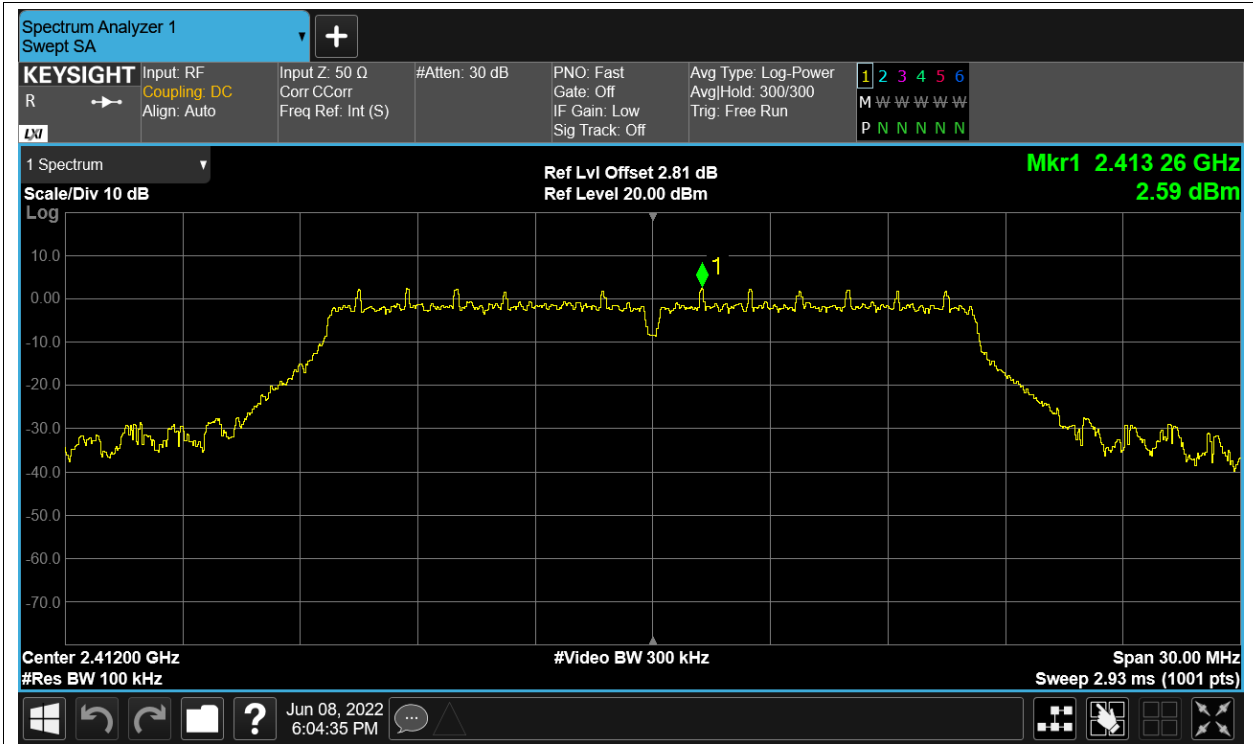 Spectrum Analyzer 1
Swept SA
KEYSIGHT
R
LXI
Input: RF
Coupling: DC
Align: Auto
Input Z: 50 Ω
Corr CCorr
Freq Ref: Int (S)
#Atten: 30 dB
PNO: Fast
Gate: Off
IF Gain: Low
Sig Track: Off
Avg Type: Log-Power
Avg|Hold: 300/300
Trig: Free Run
1 2 3 4 5 6
M W W W W W
P N N N N N
1 Spectrum
Scale/Div 10 dB
Ref Lvl Offset 2.81 dB
Ref Level 20.00 dBm
Mkr1 2.413 26 GHz
2.59 dBm
Log
10.0
0.00
-10.0
-20.0
-30.0
-40.0
-50.0
-60.0
-70.0
1
Center 2.41200 GHz
#Res BW 100 kHz
#Video BW 300 kHz
Span 30.00 MHz
Sweep 2.93 ms (1001 pts)
?
Jun 08, 2022
6:04:35 PM